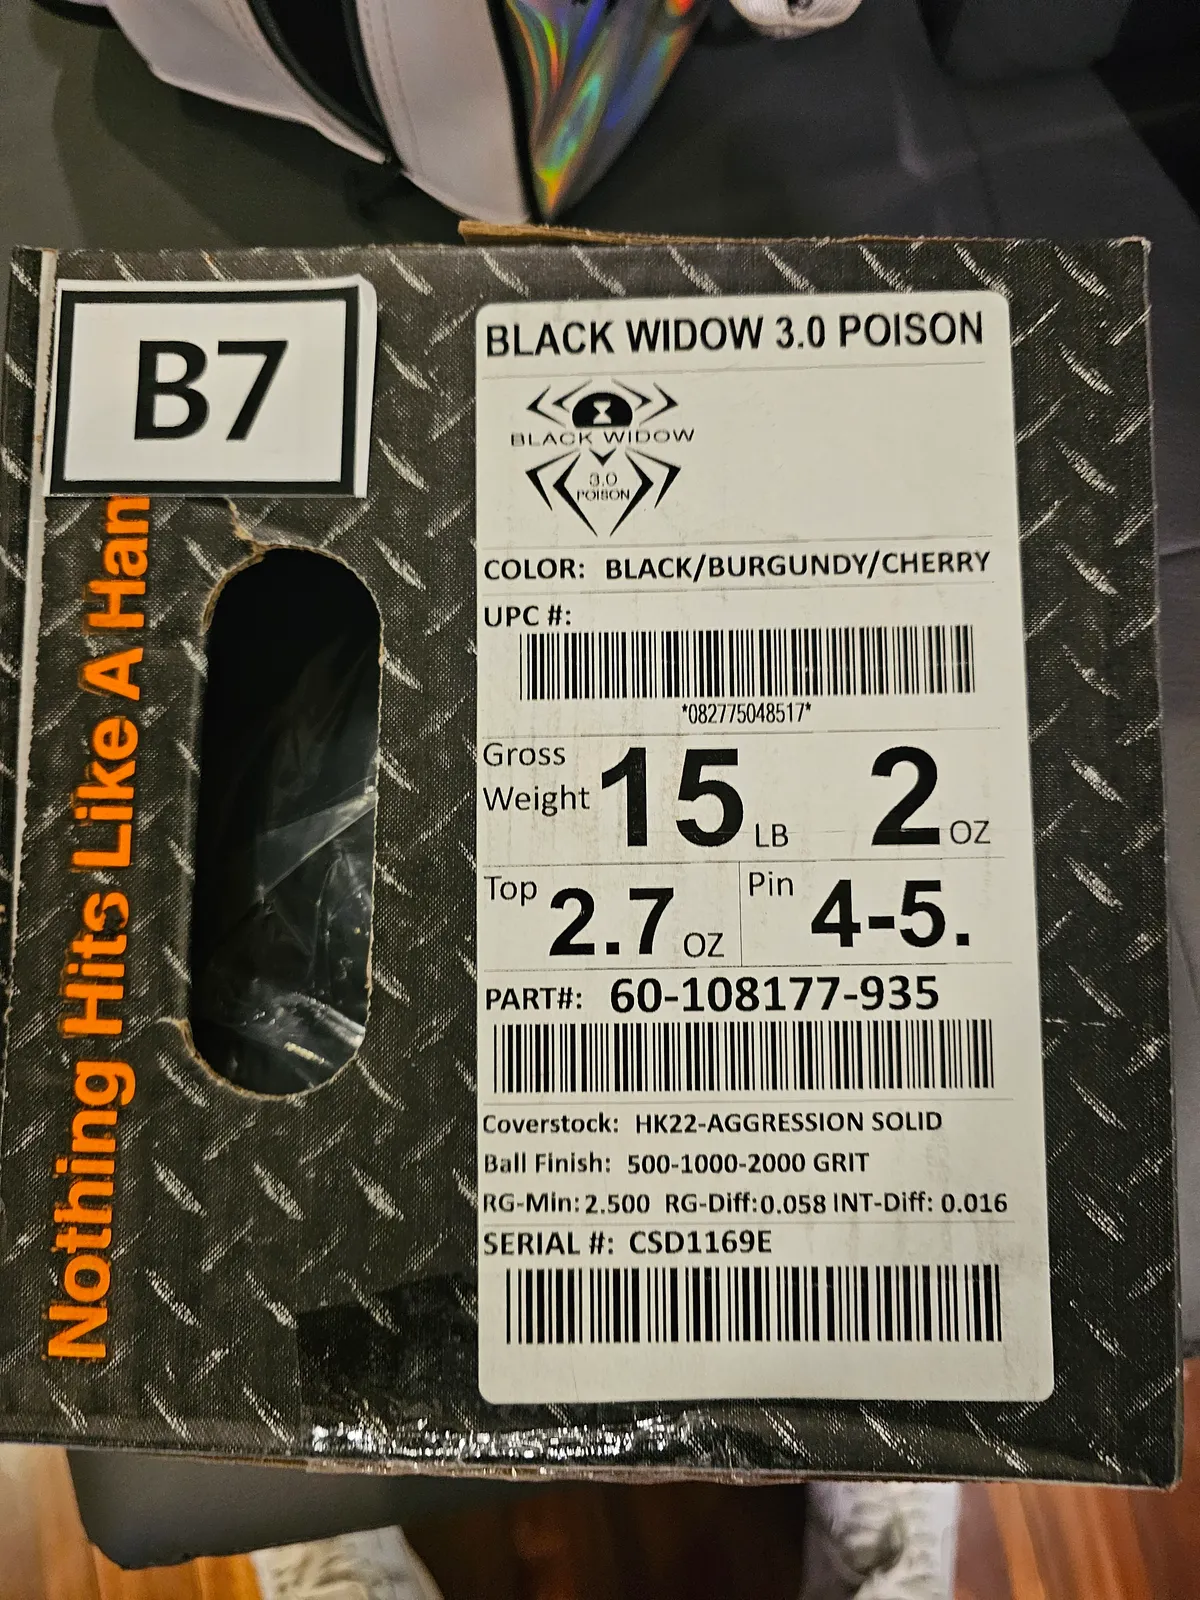 B7
Nothing Hits Like A Ham
BLACK WIDOW 3.0 POISON
BLACK WIDOW
3.0
POISON
COLOR: BLACK/BURGUNDY/CHERRY
UPC #:
*082775048517*
Gross Weight 15 LB 2 OZ
Top 2.7 OZ Pin 4-5.
PART#: 60-108177-935
Coverstock: HK22-AGGRESSION SOLID
Ball Finish: 500-1000-2000 GRIT
RG-Min: 2.500 RG-Diff: 0.058 INT-Diff: 0.016
SERIAL #: CSD1169E